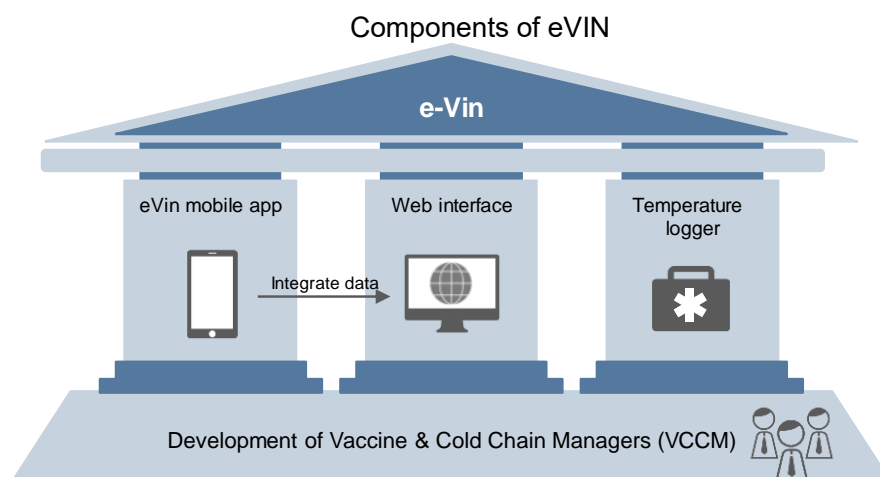 Components of eVIN
e-Vin
eVin mobile app
Web interface
Temperature
logger
Integrate data
Development of Vaccine & Cold Chain Managers (VCCM)